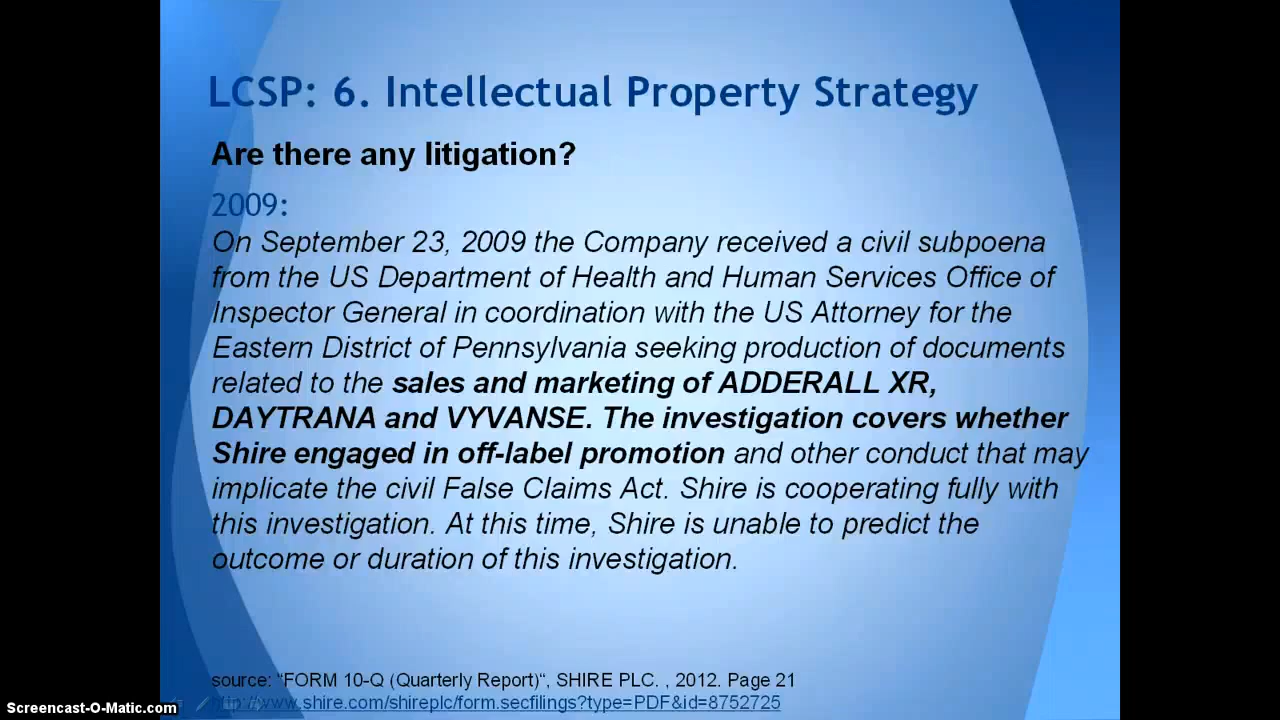 LCSP: 6. Intellectual Property Strategy
Are there any litigation?
2009:
On September 23, 2009 the Company received a civil subpoena
from the US Department of Health and Human Services Office of
Inspector General in coordination with the US Attorney for the
Eastern District of Pennsylvania seeking production of documents
related to the sales and marketing of ADDERALL XR,
DAYTRANA and VYVANSE. The investigation covers whether
Shire engaged in off-label promotion and other conduct that may
implicate the civil False Claims Act. Shire is cooperating fully with
this investigation. At this time, Shire is unable to predict the
outcome or duration of this investigation.
source: “FORM 10-Q (Quarterly Report)“, SHIRE PLC. , 2012. Page 21
http://www.shire.com/shireplc/form.secfilings?type=PDF&id=8752725
Screencast-O-Matic.com